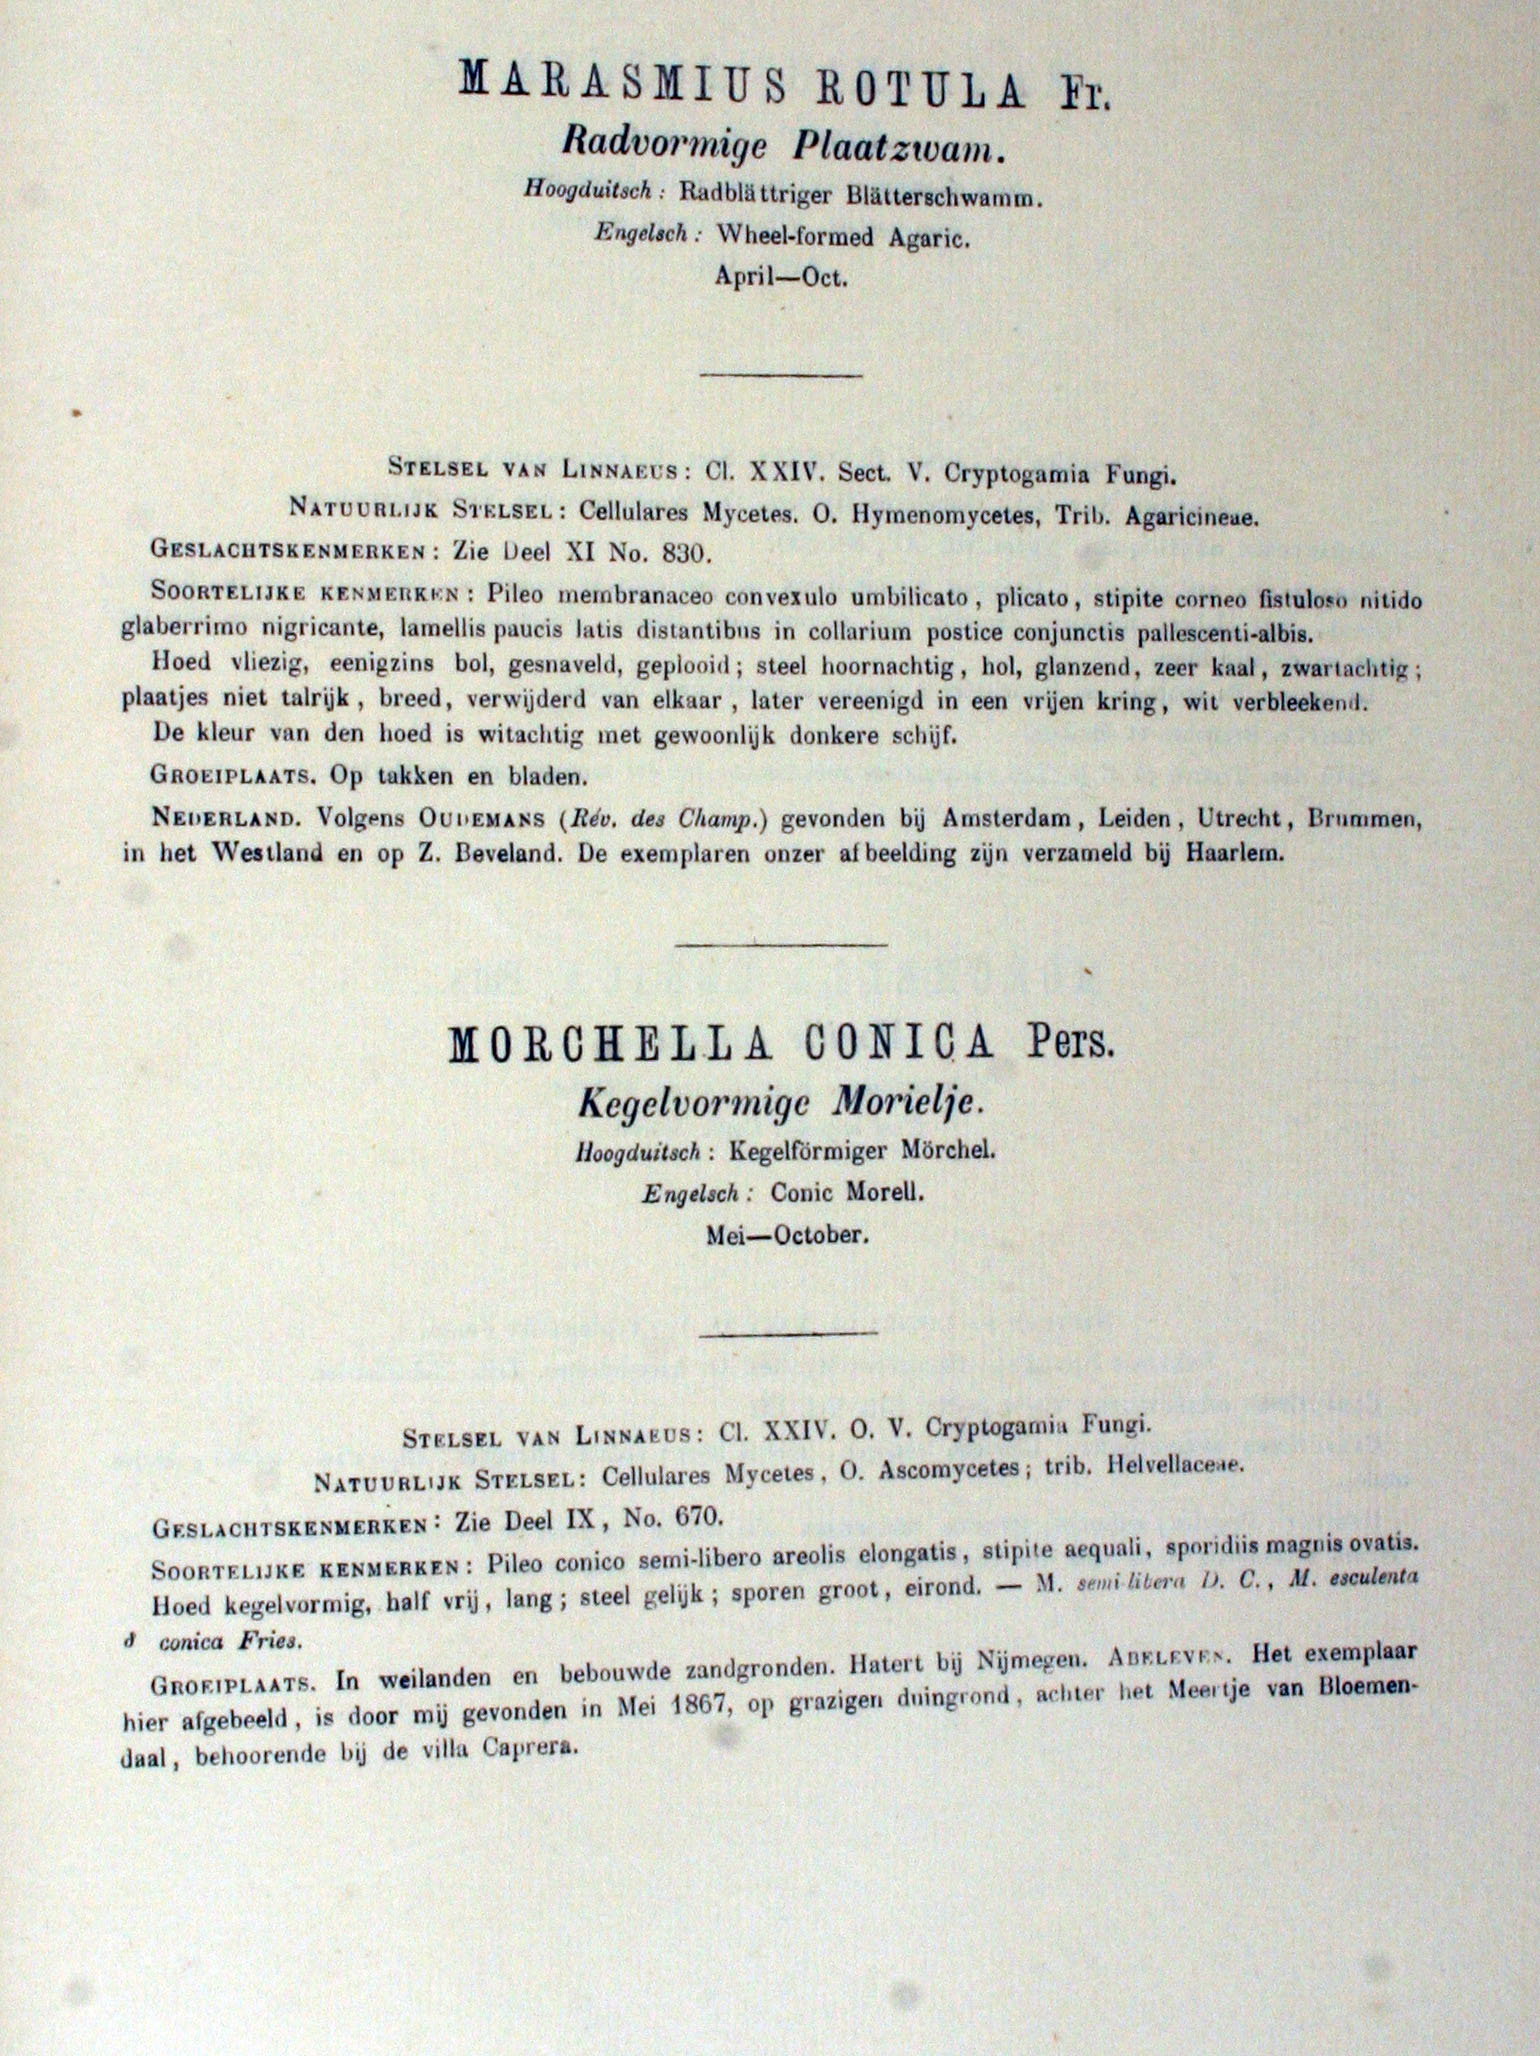 MARASMIUS ROTULA Fr.
Radvormige Plaatzwam.
Hoogduitsch: Radblättriger Blätterschwamm.
Engelsch: Wheel-formed Agaric.
April—Oct.
STELSEL VAN LINNAEUS: Cl. XXIV. Sect. V. Cryptogamia Fungi.
NATUURLIJK STELSEL: Cellulares Mycetes. O. Hymenomycetes, Trib. Agaricineae.
GESLACHTSKENMERKEN: Zie Deel XI No. 830.
SOORTELIJKE KENMERKEN: Pileo membranaceo convexulo umbilicato, plicato, stipite corneo fistuloso nitido
glaberrimo nigricante, lamellis paucis latis distantibus in collarium postice conjunctis pallescenti-albis.
Hoed vliezig, eenigzins bol, gesnaveld, geplooid; steel hoornachtig, hol, glanzend, zeer kaal, zwartachtig;
plaatjes niet talrijk, breed, verwijderd van elkaar, later vereenigd in een vrijen kring, wit verbleekend.
De kleur van den hoed is witachtig met gewoonlijk donkere schijf.
GROEIPLAATS. Op takken en bladen.
NEDERLAND. Volgens OUDEMANS (Rév. des Champ.) gevonden bij Amsterdam, Leiden, Utrecht, Brummen,
in het Westland en op Z. Beveland. De exemplaren onzer afbeelding zijn verzameld bij Haarlem.
MORCHELLA CONICA Pers.
Kegelvormige Morielje.
Hoogduitsch: Kegelförmiger Mörchel.
Engelsch: Conic Morell.
Mei—October.
STELSEL VAN LINNAEUS: Cl. XXIV. O. V. Cryptogamia Fungi.
NATUURLIJK STELSEL: Cellulares Mycetes, O. Ascomycetes; trib. Helvellaceae.
GESLACHTSKENMERKEN: Zie Deel IX, No. 670.
SOORTELIJKE KENMERKEN: Pileo conico semi-libero areolis elongatis, stipite aequali, sporidiis magnis ovatis.
Hoed kegelvormig, half vrij, lang; steel gelijk; sporen groot, eirond. — M. semi-libera D. C., M. esculenta
conica Fries.
GROEIPLAATS. In weilanden en bebouwde zandgronden. Hatert bij Nijmegen. ABELEVEN. Het exemplaar
hier afgebeeld, is door mij gevonden in Mei 1867, op grazigen duingrond, achter het Meertje van Bloemen-
daal, behoorende bij de villa Caprera.